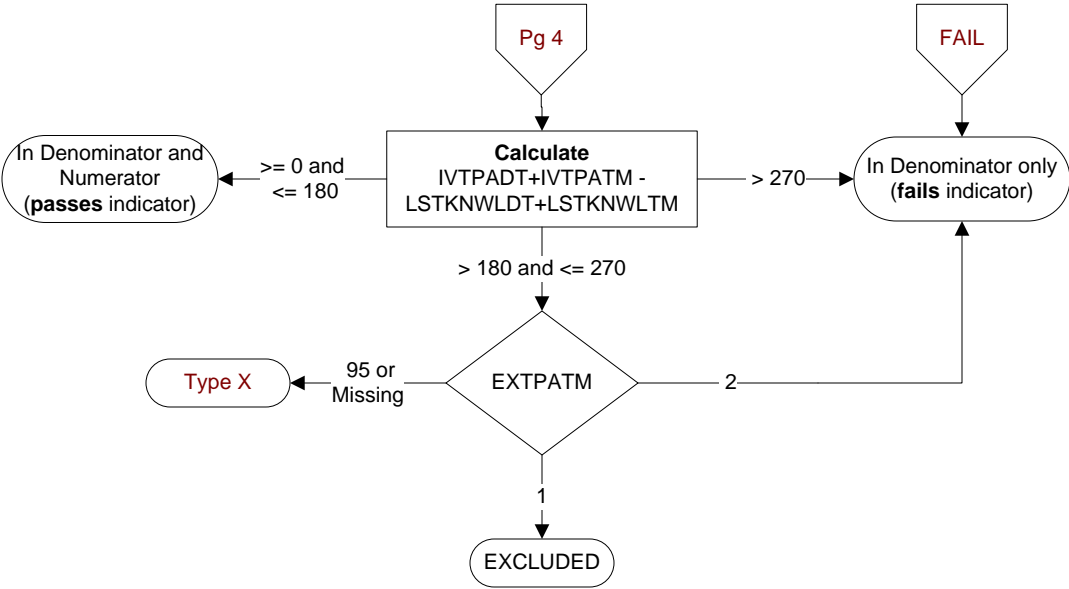 Pg 4
FAIL
Calculate
IVTPADT+IVTPATM -
LSTKNWLDT+LSTKNWLTM
In Denominator and
Numerator
(passes indicator)
>= 0 and
<= 180
> 270
In Denominator only
(fails indicator)
> 180 and <= 270
Type X
95 or
Missing
EXTPATM
2
1
EXCLUDED